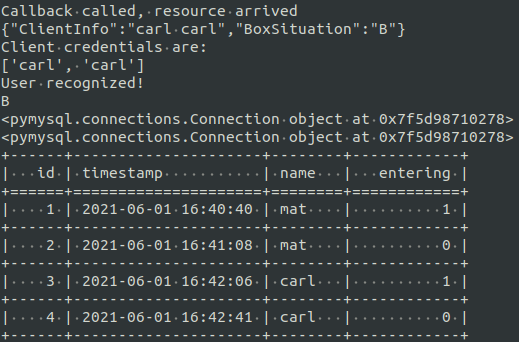 Callback called, resource arrived
{"ClientInfo":"carl carl","BoxSituation":"B"}
Client credentials are:
['carl', 'carl']
User recognized!
B
<pymysql.connections.Connection object at 0x7f5d98710278>
<pymysql.connections.Connection object at 0x7f5d98710278>
+------+---------------------+--------+------------+
|   id | timestamp           | name   |   entering |
+======+=====================+========+============+
|    1 | 2021-06-01 16:40:40 | mat    |          1 |
+------+---------------------+--------+------------+
|    2 | 2021-06-01 16:41:08 | mat    |          0 |
+------+---------------------+--------+------------+
|    3 | 2021-06-01 16:42:06 | carl   |          1 |
+------+---------------------+--------+------------+
|    4 | 2021-06-01 16:42:41 | carl   |          0 |
+------+---------------------+--------+------------+